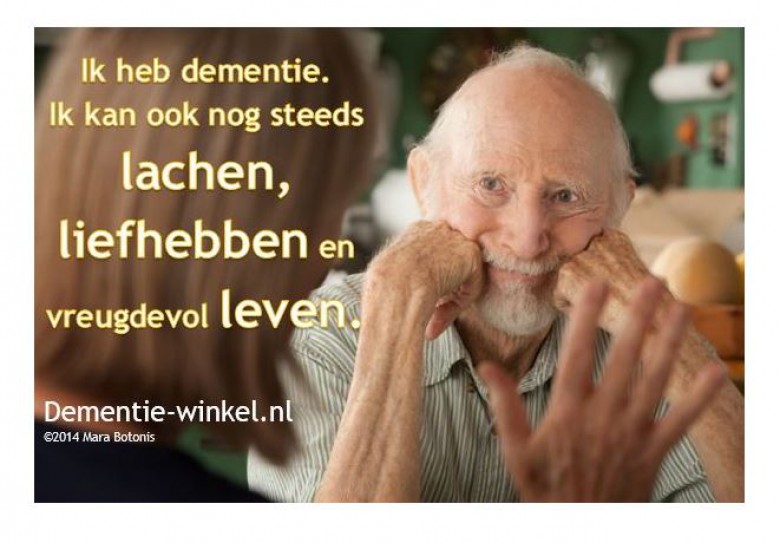 Ik heb dementie.
Ik kan ook nog steeds
lachen,
liefhebben en
vreugdevol leven.
Dementie-winkel.nl
©2014 Mara Botonis